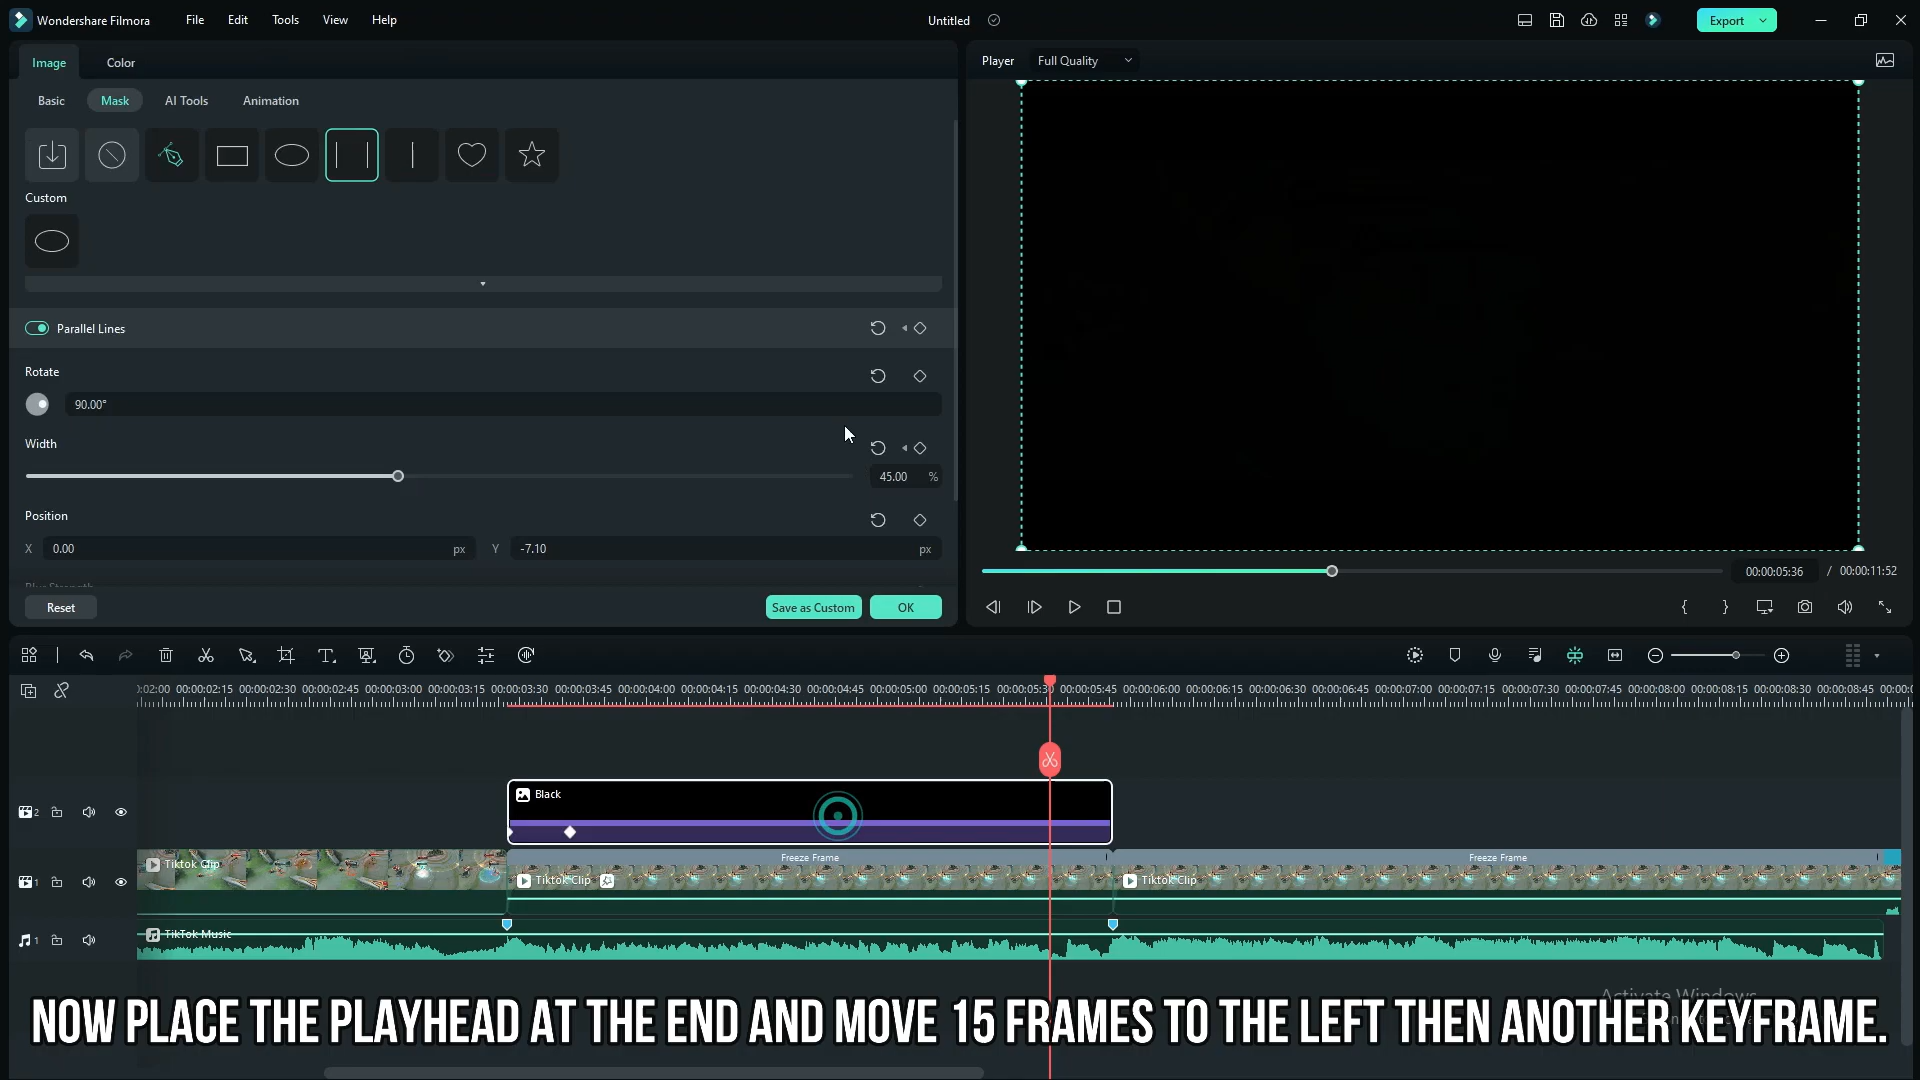 Wondershare Filmora File Edit Tools View Help Untitled Export
Image Color
Player Full Quality
Basic Mask AI Tools Animation
Custom
Parallel Lines
Rotate
90.00°
Width
45.00 %
Position
X 0.00 px Y -7.10 px
Blur Strength
Reset Save as Custom OK
00:00:05:36 / 00:00:11:52
:02:00 00:00:02:15 00:00:02:30 00:00:02:45 00:00:03:00 00:00:03:15 00:00:03:30 00:00:03:45 00:00:04:00 00:00:04:15 00:00:04:30 00:00:04:45 00:00:05:00 00:00:05:15 00:00:05:30 00:00:05:45 00:00:06:00 00:00:06:15 00:00:06:30 00:00:06:45 00:00:07:00 00:00:07:15 00:00:07:30 00:00:07:45 00:00:08:00 00:00:08:15 00:00:08:30 00:00:08:45
Black
2
Freeze Frame Freeze Frame
Tiktok Clip
1 Tiktok Clip Tiktok Clip
1 TikTok Music
Activate Windows
NOW PLACE THE PLAYHEAD AT THE END AND MOVE 15 FRAMES TO THE LEFT THEN ANOTHER KEYFRAME.